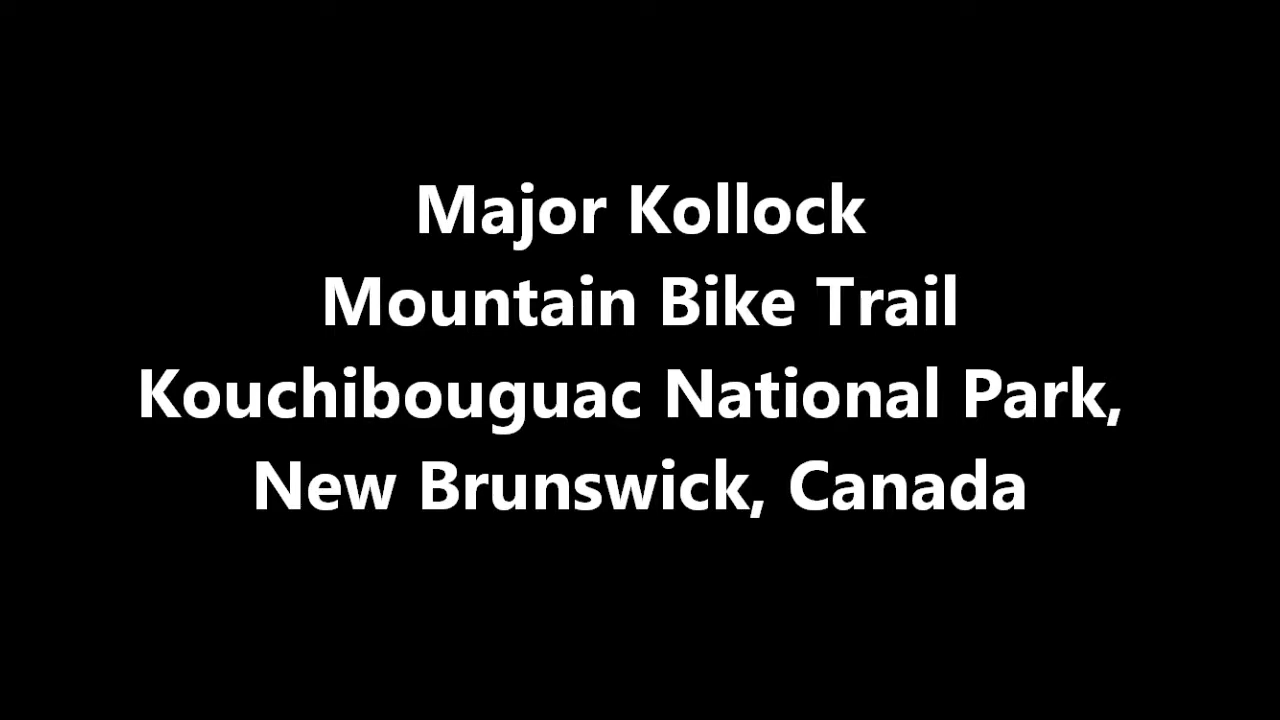 Major Kollock
Mountain Bike Trail
Kouchibouguac National Park,
New Brunswick, Canada